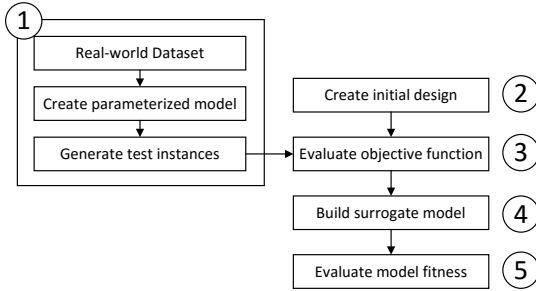 1
Real-world Dataset
Create parameterized model
Generate test instances
Create initial design
2
Evaluate objective function
3
Build surrogate model
4
Evaluate model fitness
5